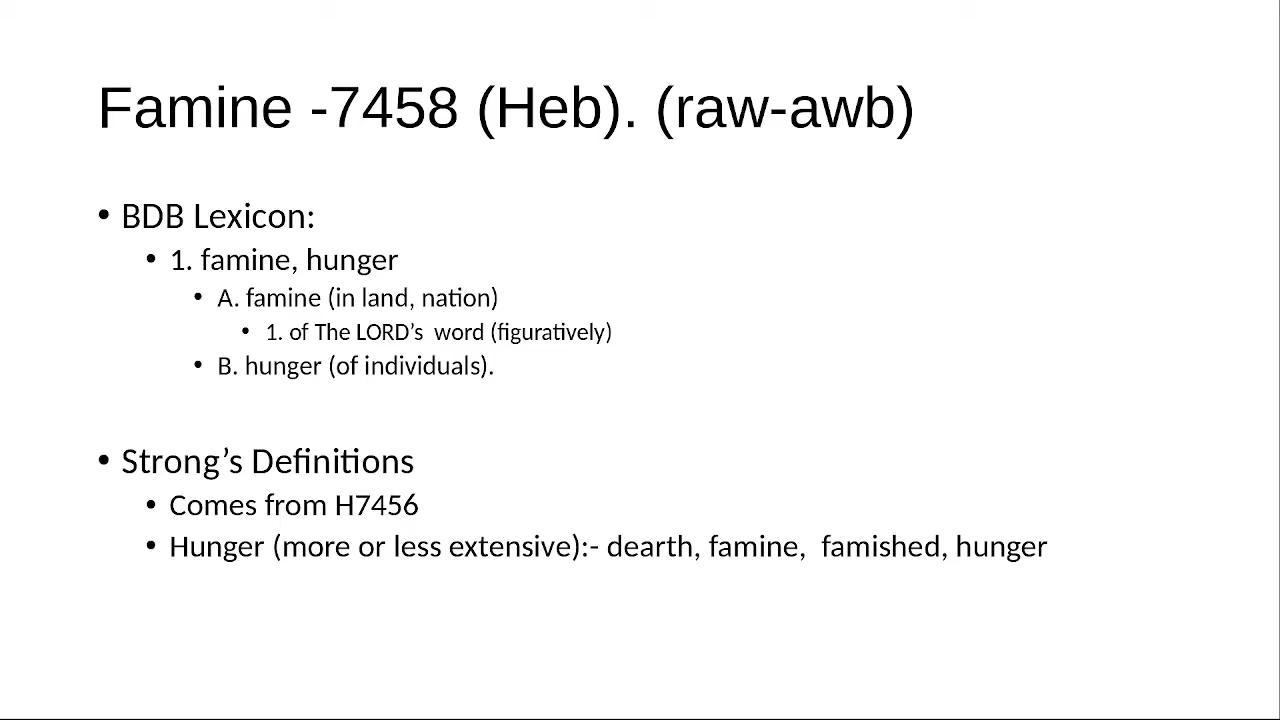 Famine -7458 (Heb). (raw-awb)
• BDB Lexicon:
• 1. famine, hunger
• A. famine (in land, nation)
• 1. of The LORD’s  word (figuratively)
• B. hunger (of individuals).
• Strong’s Definitions
• Comes from H7456
• Hunger (more or less extensive):- dearth, famine,  famished, hunger